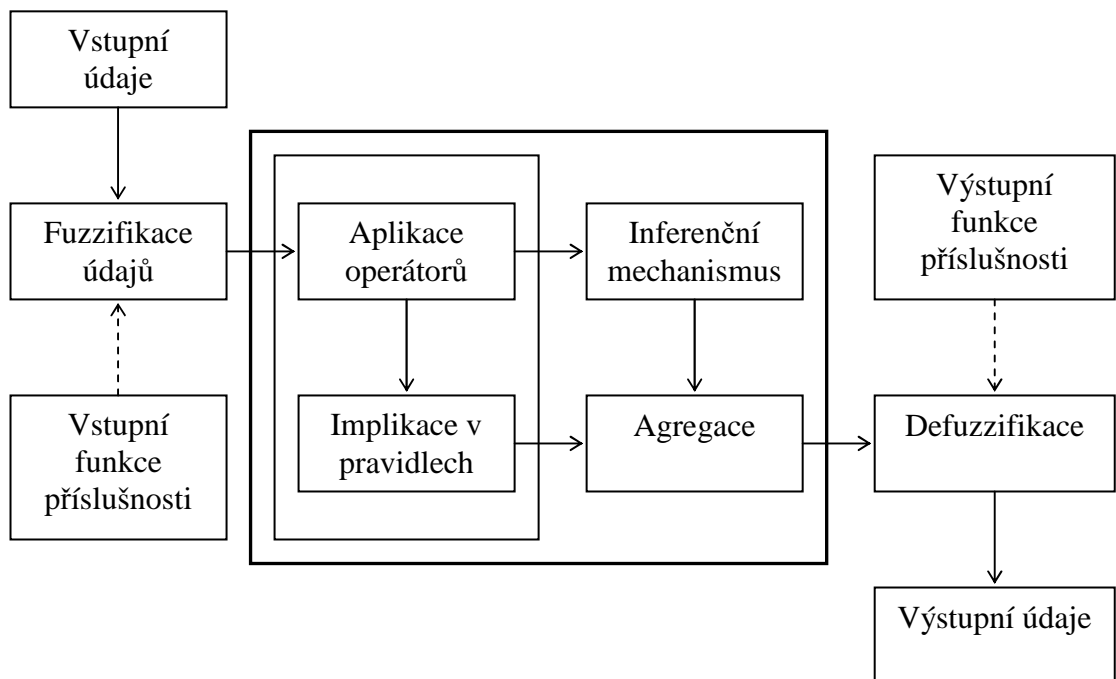 Vstupní
údaje
Fuzzifikace
údajů
Vstupní
funkce
příslušnosti
Aplikace
operátorů
Implikace v
pravidlech
Inferenční
mechanismus
Agregace
Výstupní
funkce
příslušnosti
Defuzzifikace
Výstupní údaje